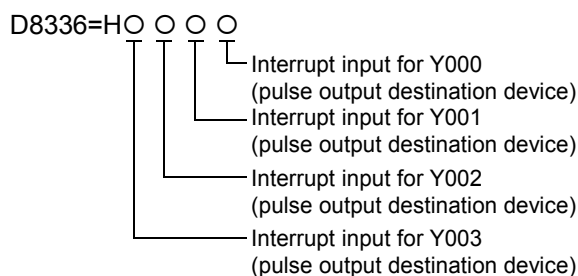 D8336=H○ ○ ○ ○
Interrupt input for Y000
(pulse output destination device)
Interrupt input for Y001
(pulse output destination device)
Interrupt input for Y002
(pulse output destination device)
Interrupt input for Y003
(pulse output destination device)